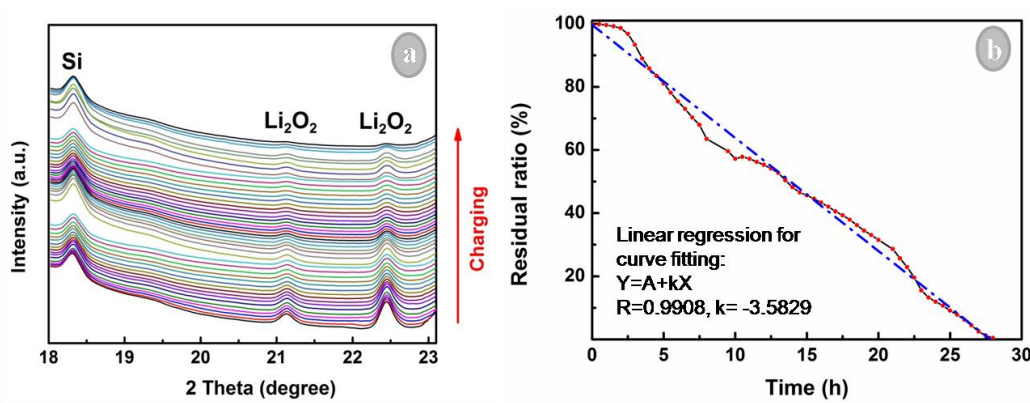 a
Si
Li₂O₂
Li₂O₂
Intensity (a.u.)
Charging
18 19 20 21 22 23
2 Theta (degree)
b
100
80
60
40
20
Residual ratio (%)
Linear regression for
curve fitting:
Y=A+kX
R=0.9908, k= -3.5829
0 5 10 15 20 25 30
Time (h)